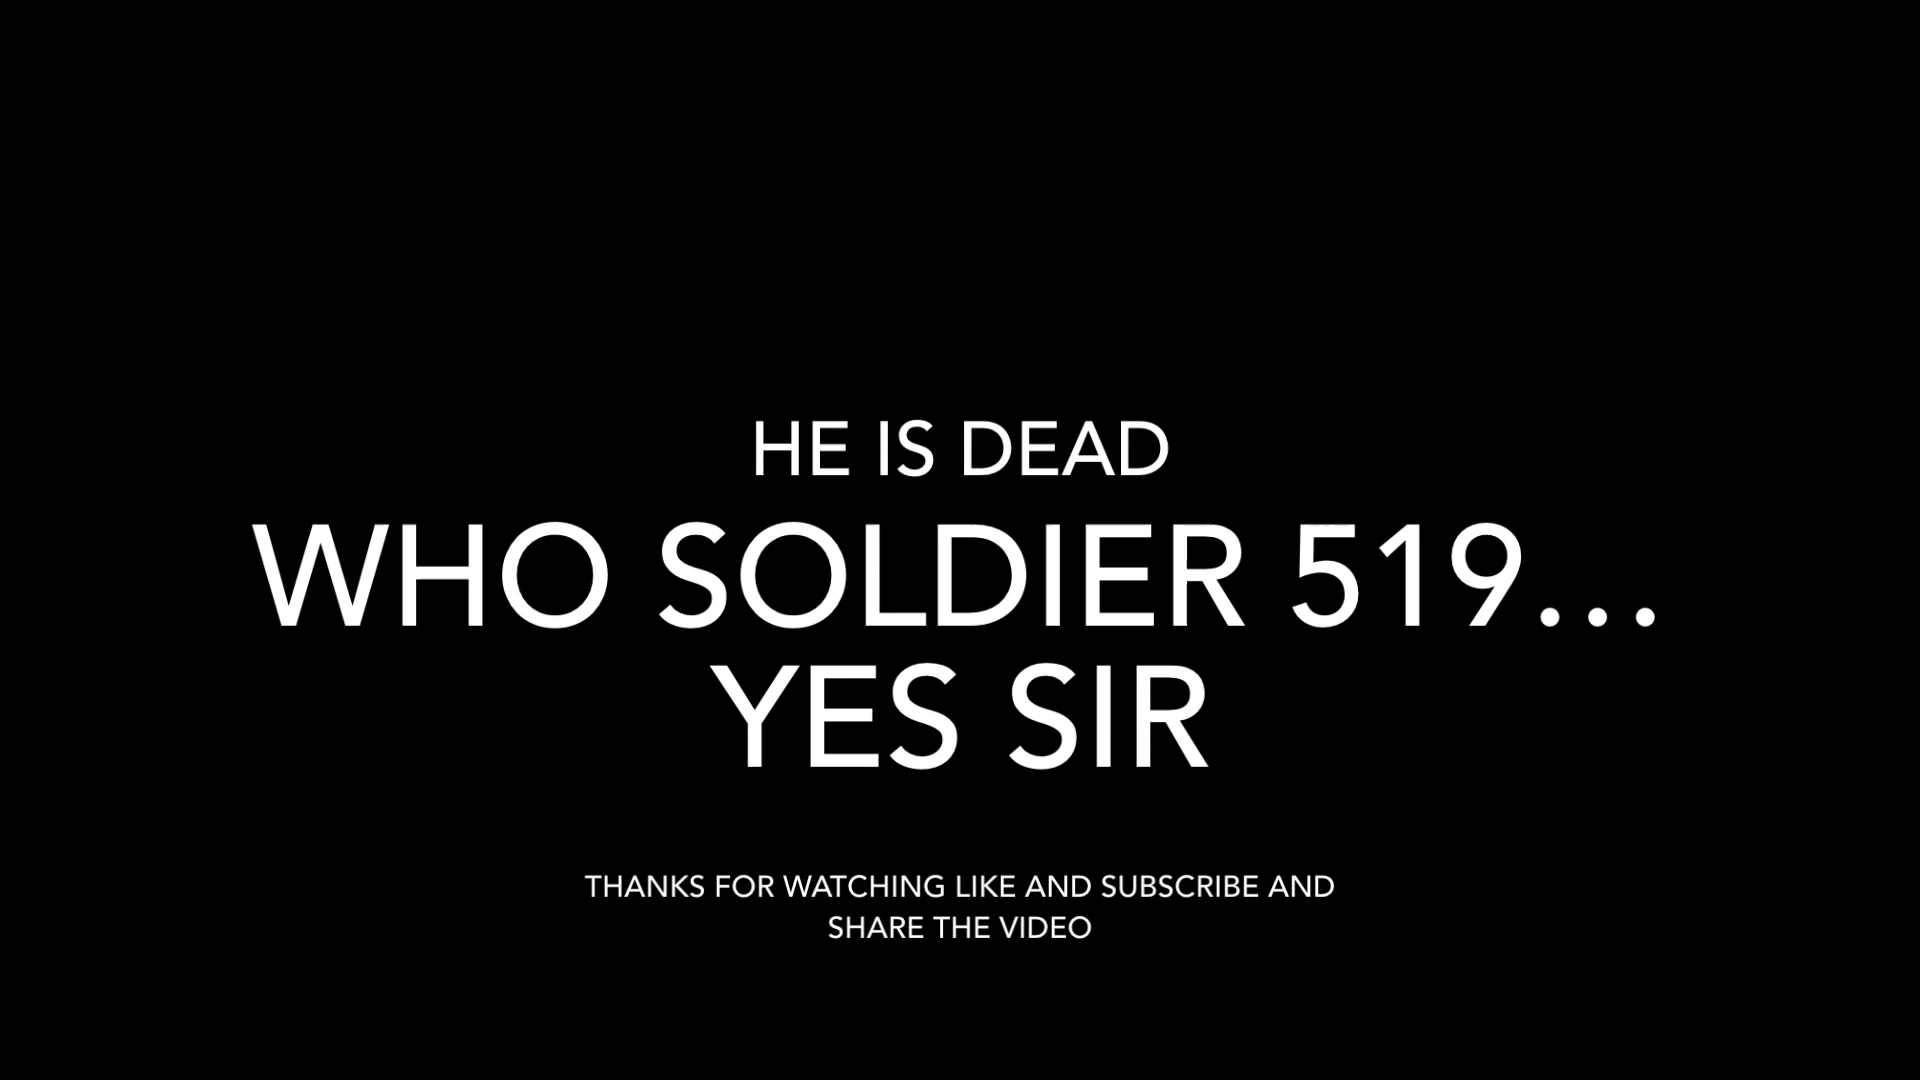 HE IS DEAD
WHO SOLDIER 519...
YES SIR
THANKS FOR WATCHING LIKE AND SUBSCRIBE AND
SHARE THE VIDEO